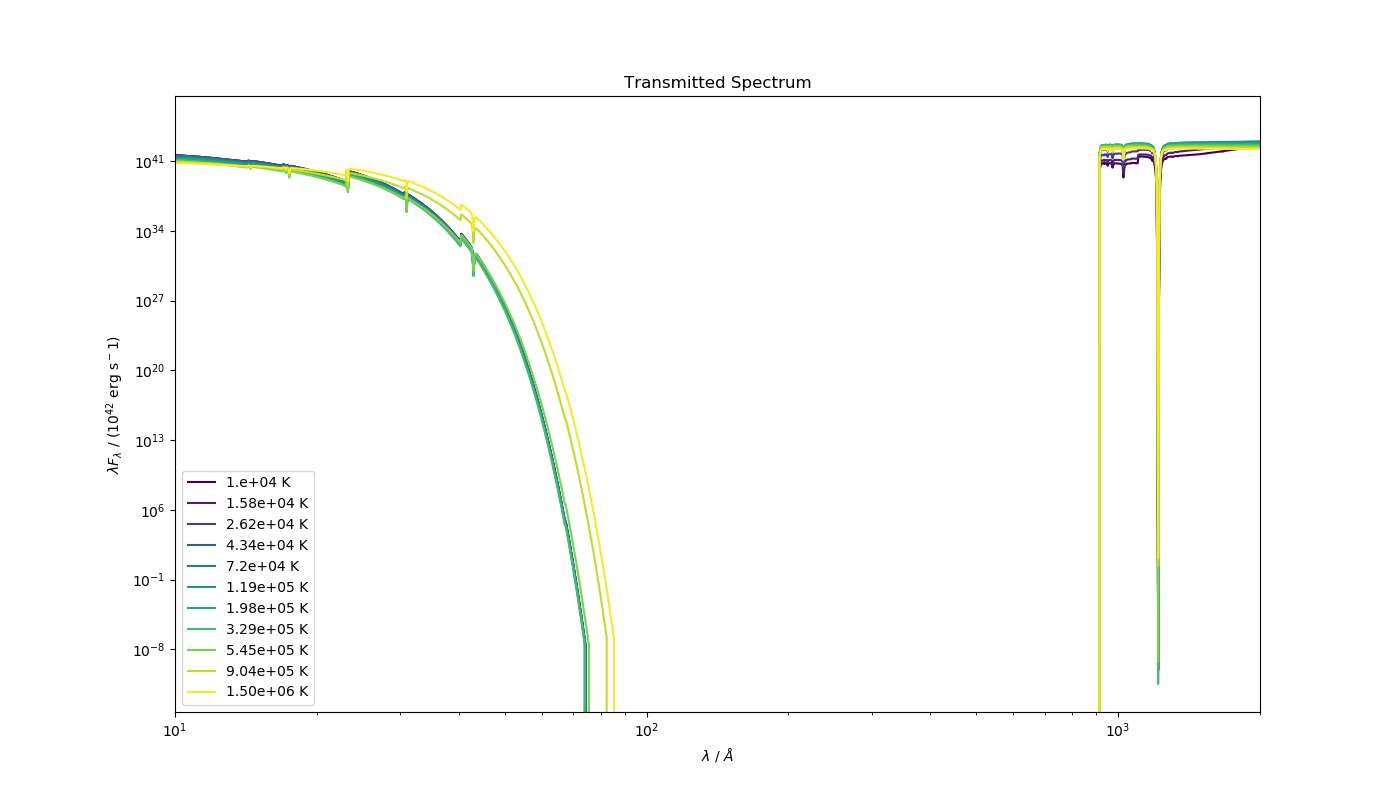 Transmitted Spectrum
λF_λ / (10^42 erg s^−1)
10^41
10^34
10^27
10^20
10^13
10^6
10^−1
10^−8
1.e+04 K
1.58e+04 K
2.62e+04 K
4.34e+04 K
7.2e+04 K
1.19e+05 K
1.98e+05 K
3.29e+05 K
5.45e+05 K
9.04e+05 K
1.50e+06 K
10^1 10^2 10^3
λ / Å